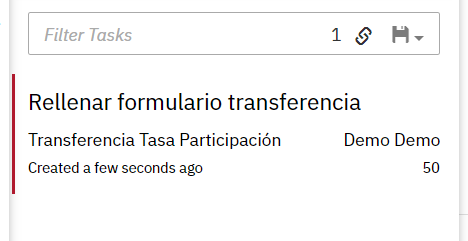 Filter Tasks 1
Rellenar formulario transferencia
Transferencia Tasa Participación Demo Demo
Created a few seconds ago 50